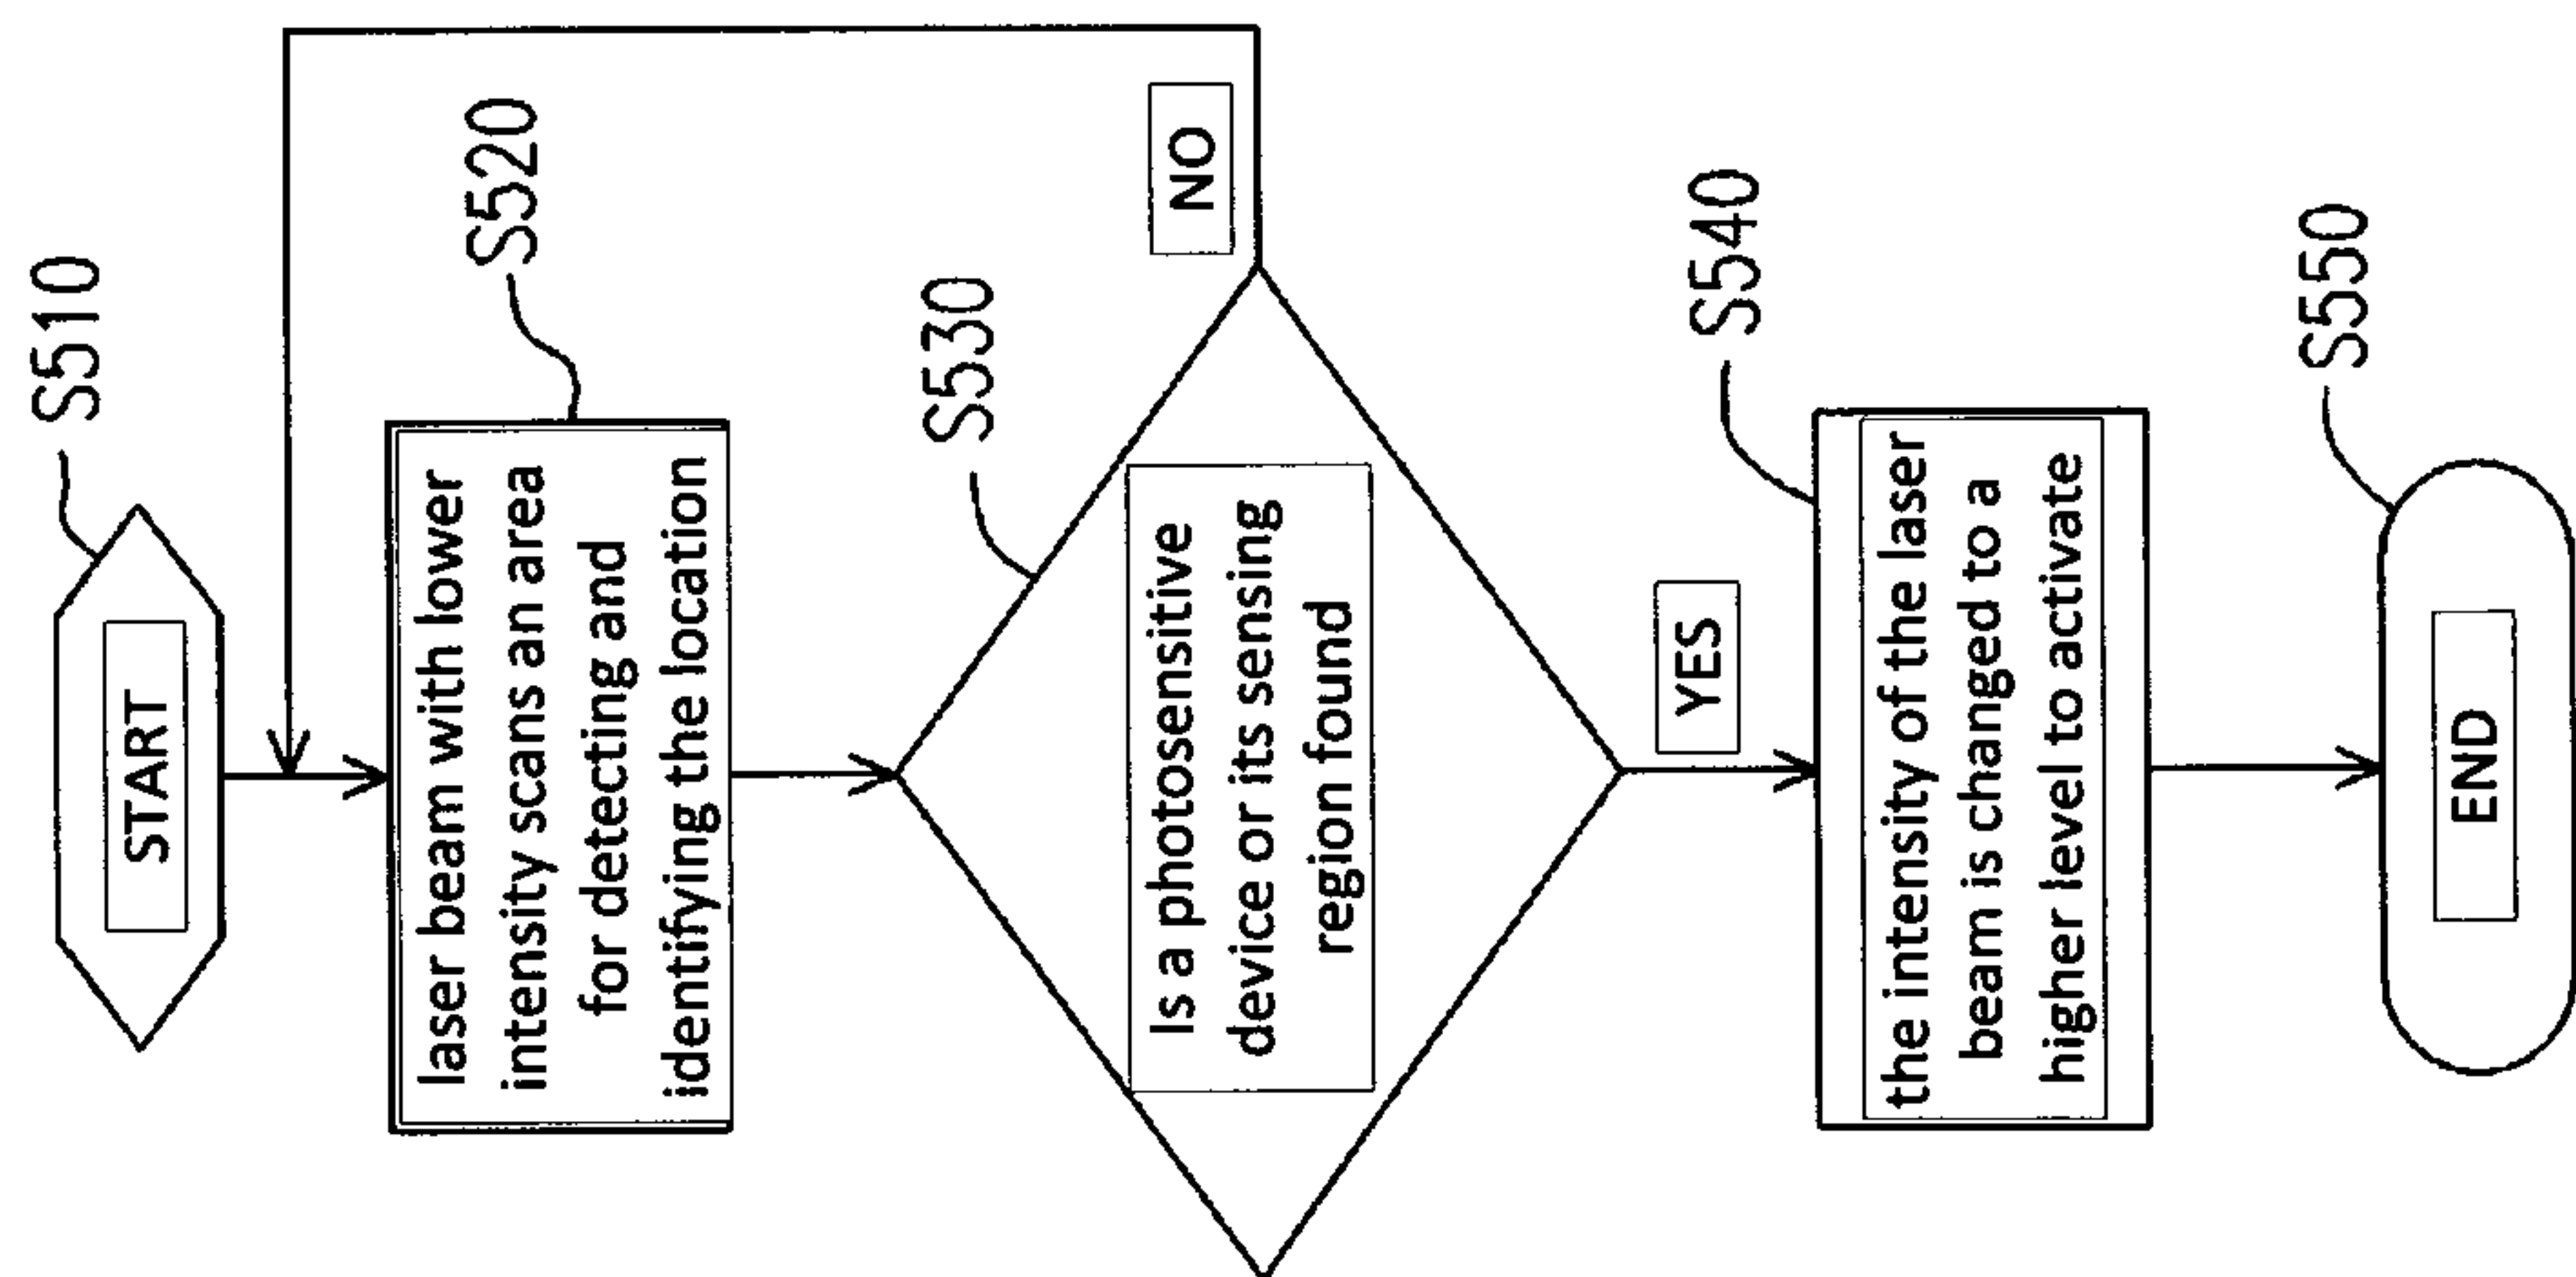 S510
START
S520
laser beam with lower
intensity scans an area
for detecting and
identifying the location
S530
Is a photosensitive
device or its sensing
region found
NO
YES
S540
the intensity of the laser
beam is changed to a
higher level to activate
S550
END